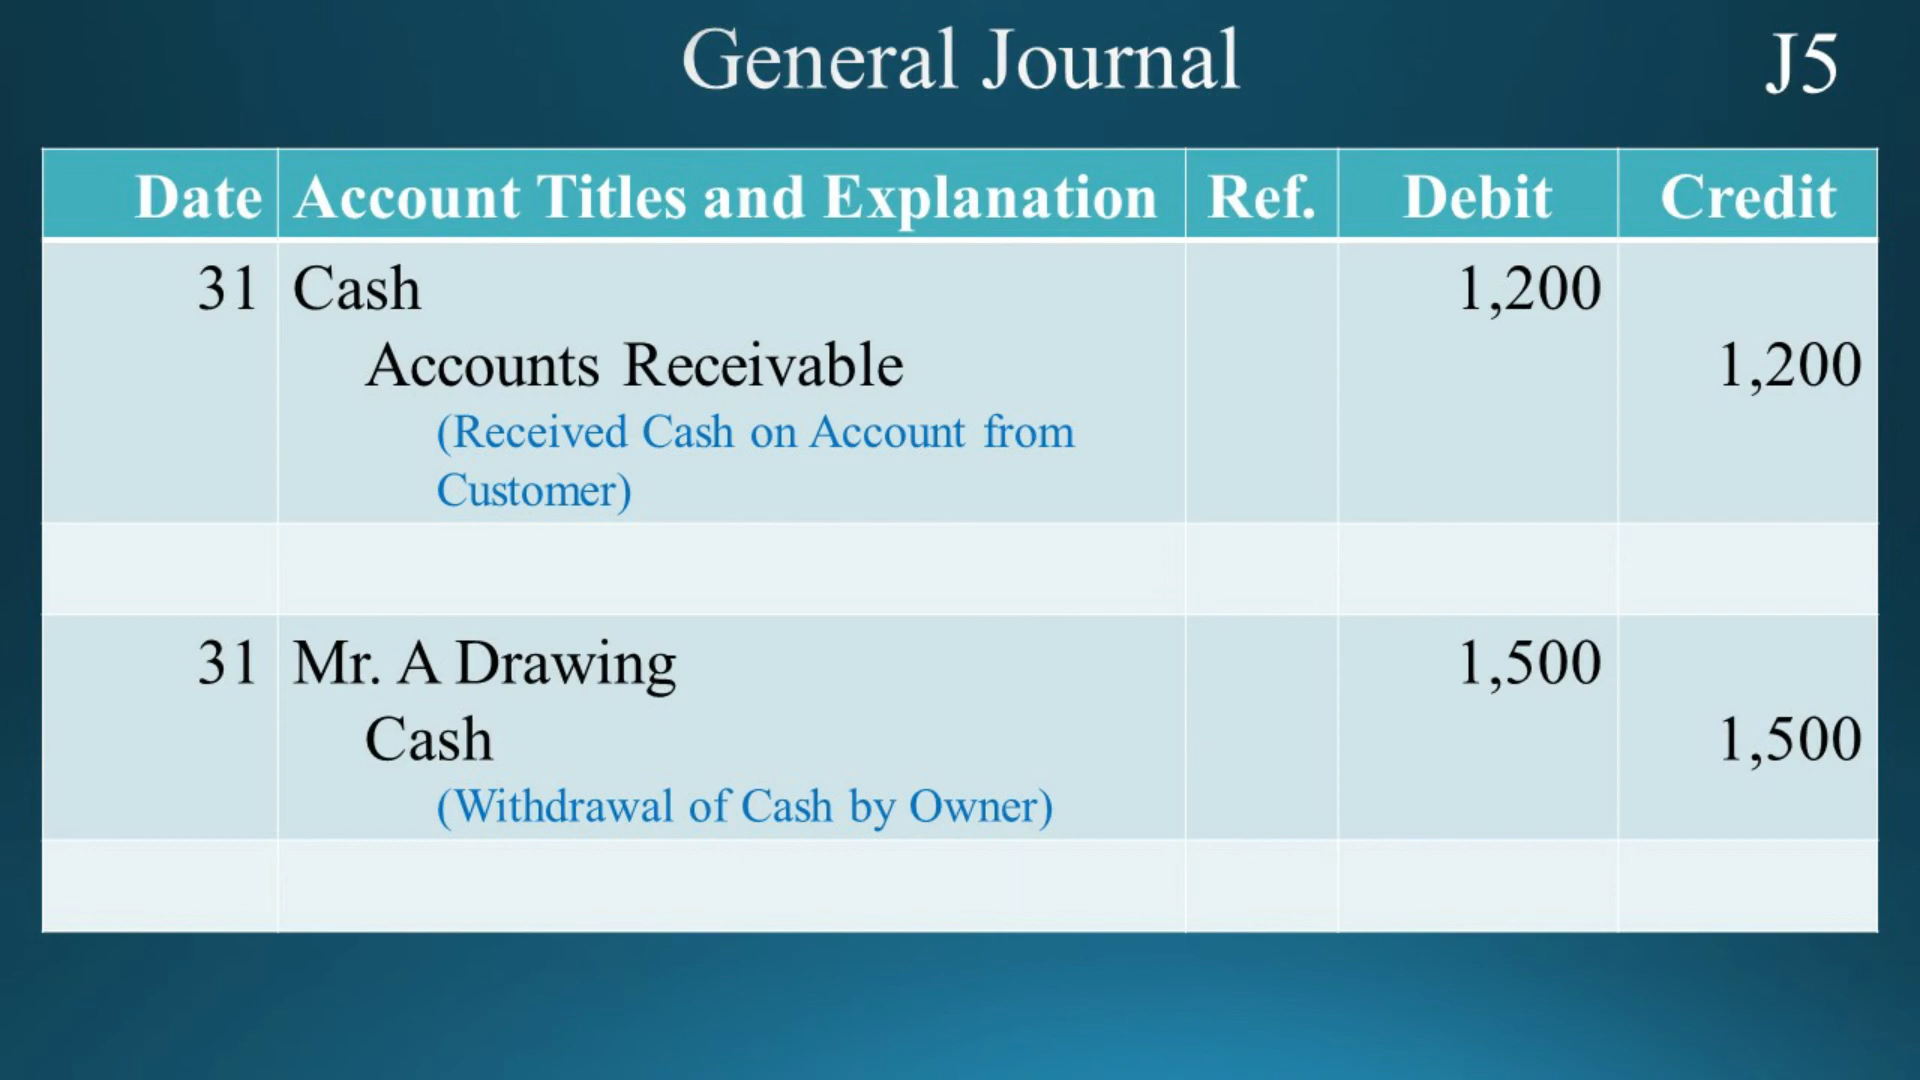 General Journal J5
Date Account Titles and Explanation Ref. Debit Credit
31 Cash 1,200
Accounts Receivable 1,200
(Received Cash on Account from
Customer)
31 Mr. A Drawing 1,500
Cash 1,500
(Withdrawal of Cash by Owner)